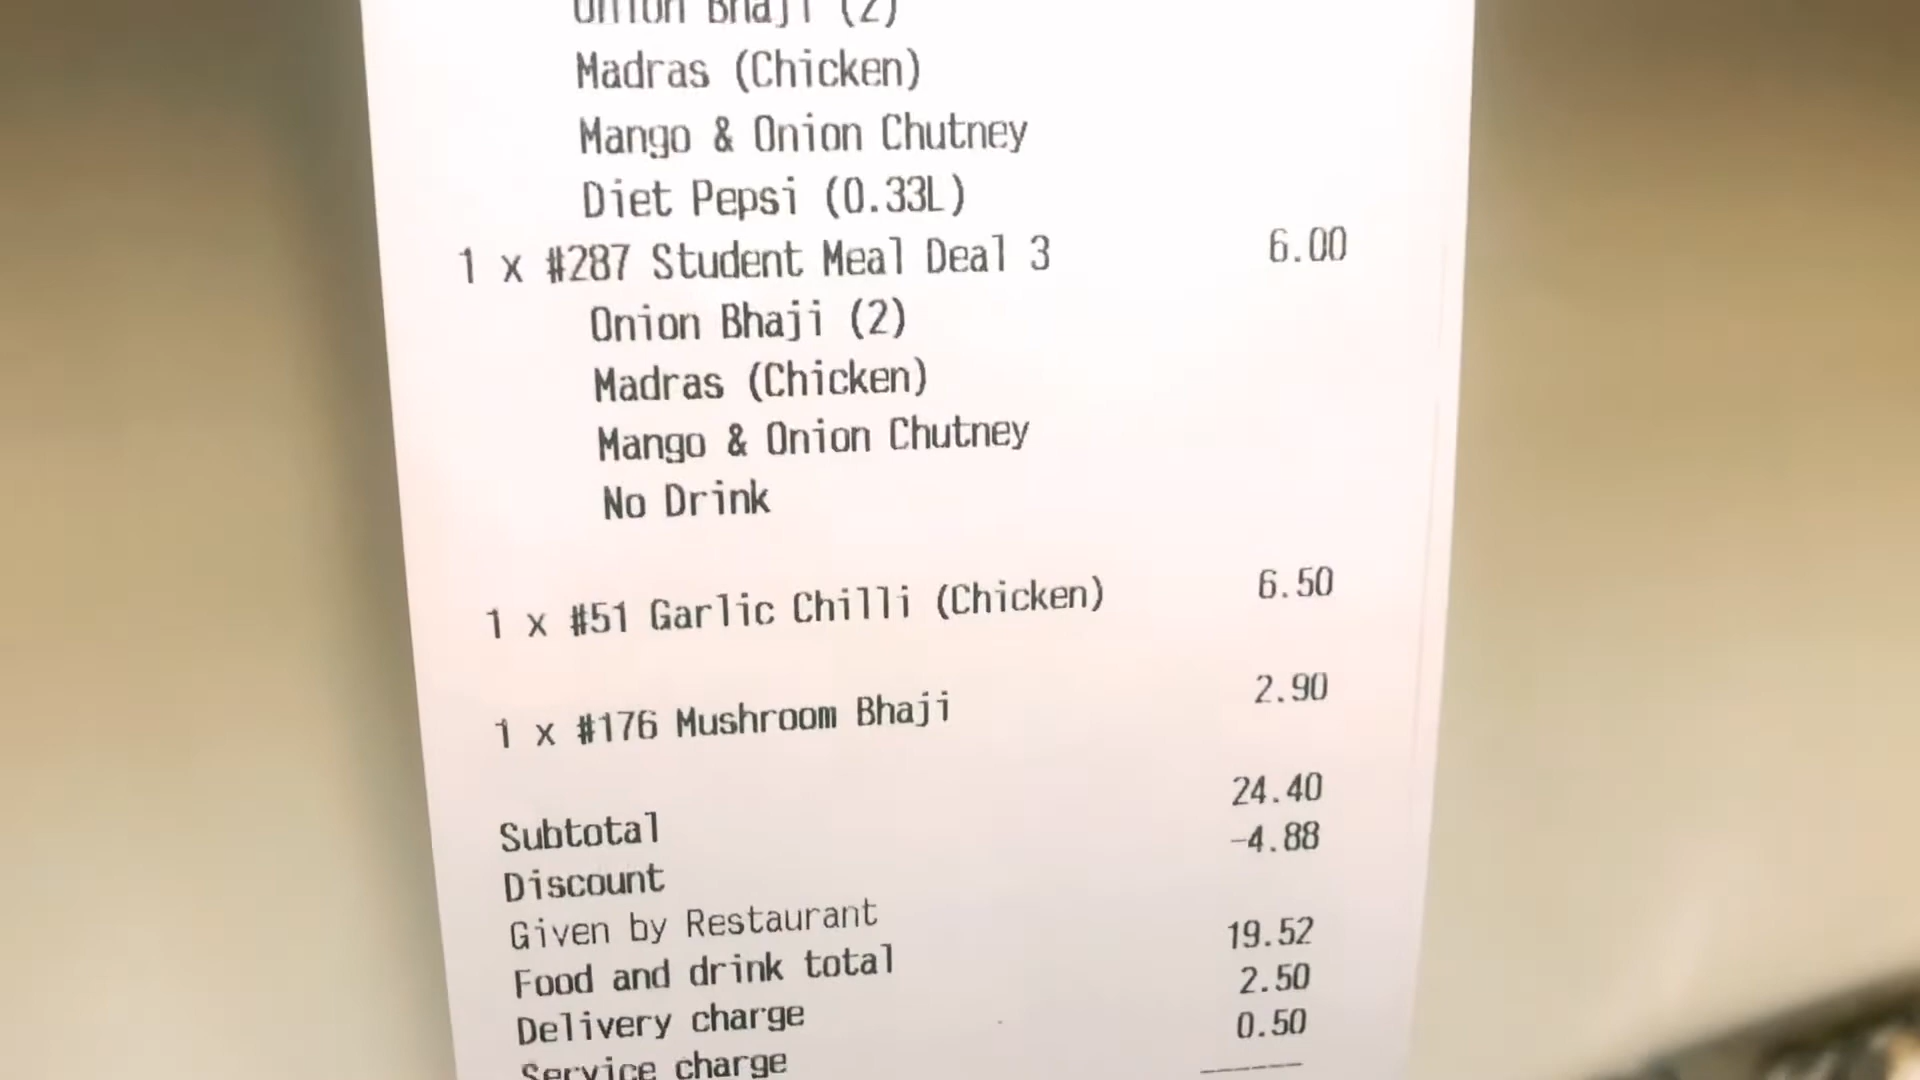 Onion Bhaji (2)
Madras (Chicken)
Mango & Onion Chutney
Diet Pepsi (0.33L)
1 x #287 Student Meal Deal 3 6.00
Onion Bhaji (2)
Madras (Chicken)
Mango & Onion Chutney
No Drink
1 x #51 Garlic Chilli (Chicken) 6.50
1 x #176 Mushroom Bhaji 2.90
Subtotal 24.40
Discount -4.88
Given by Restaurant
Food and drink total 19.52
Delivery charge 2.50
Service charge 0.50